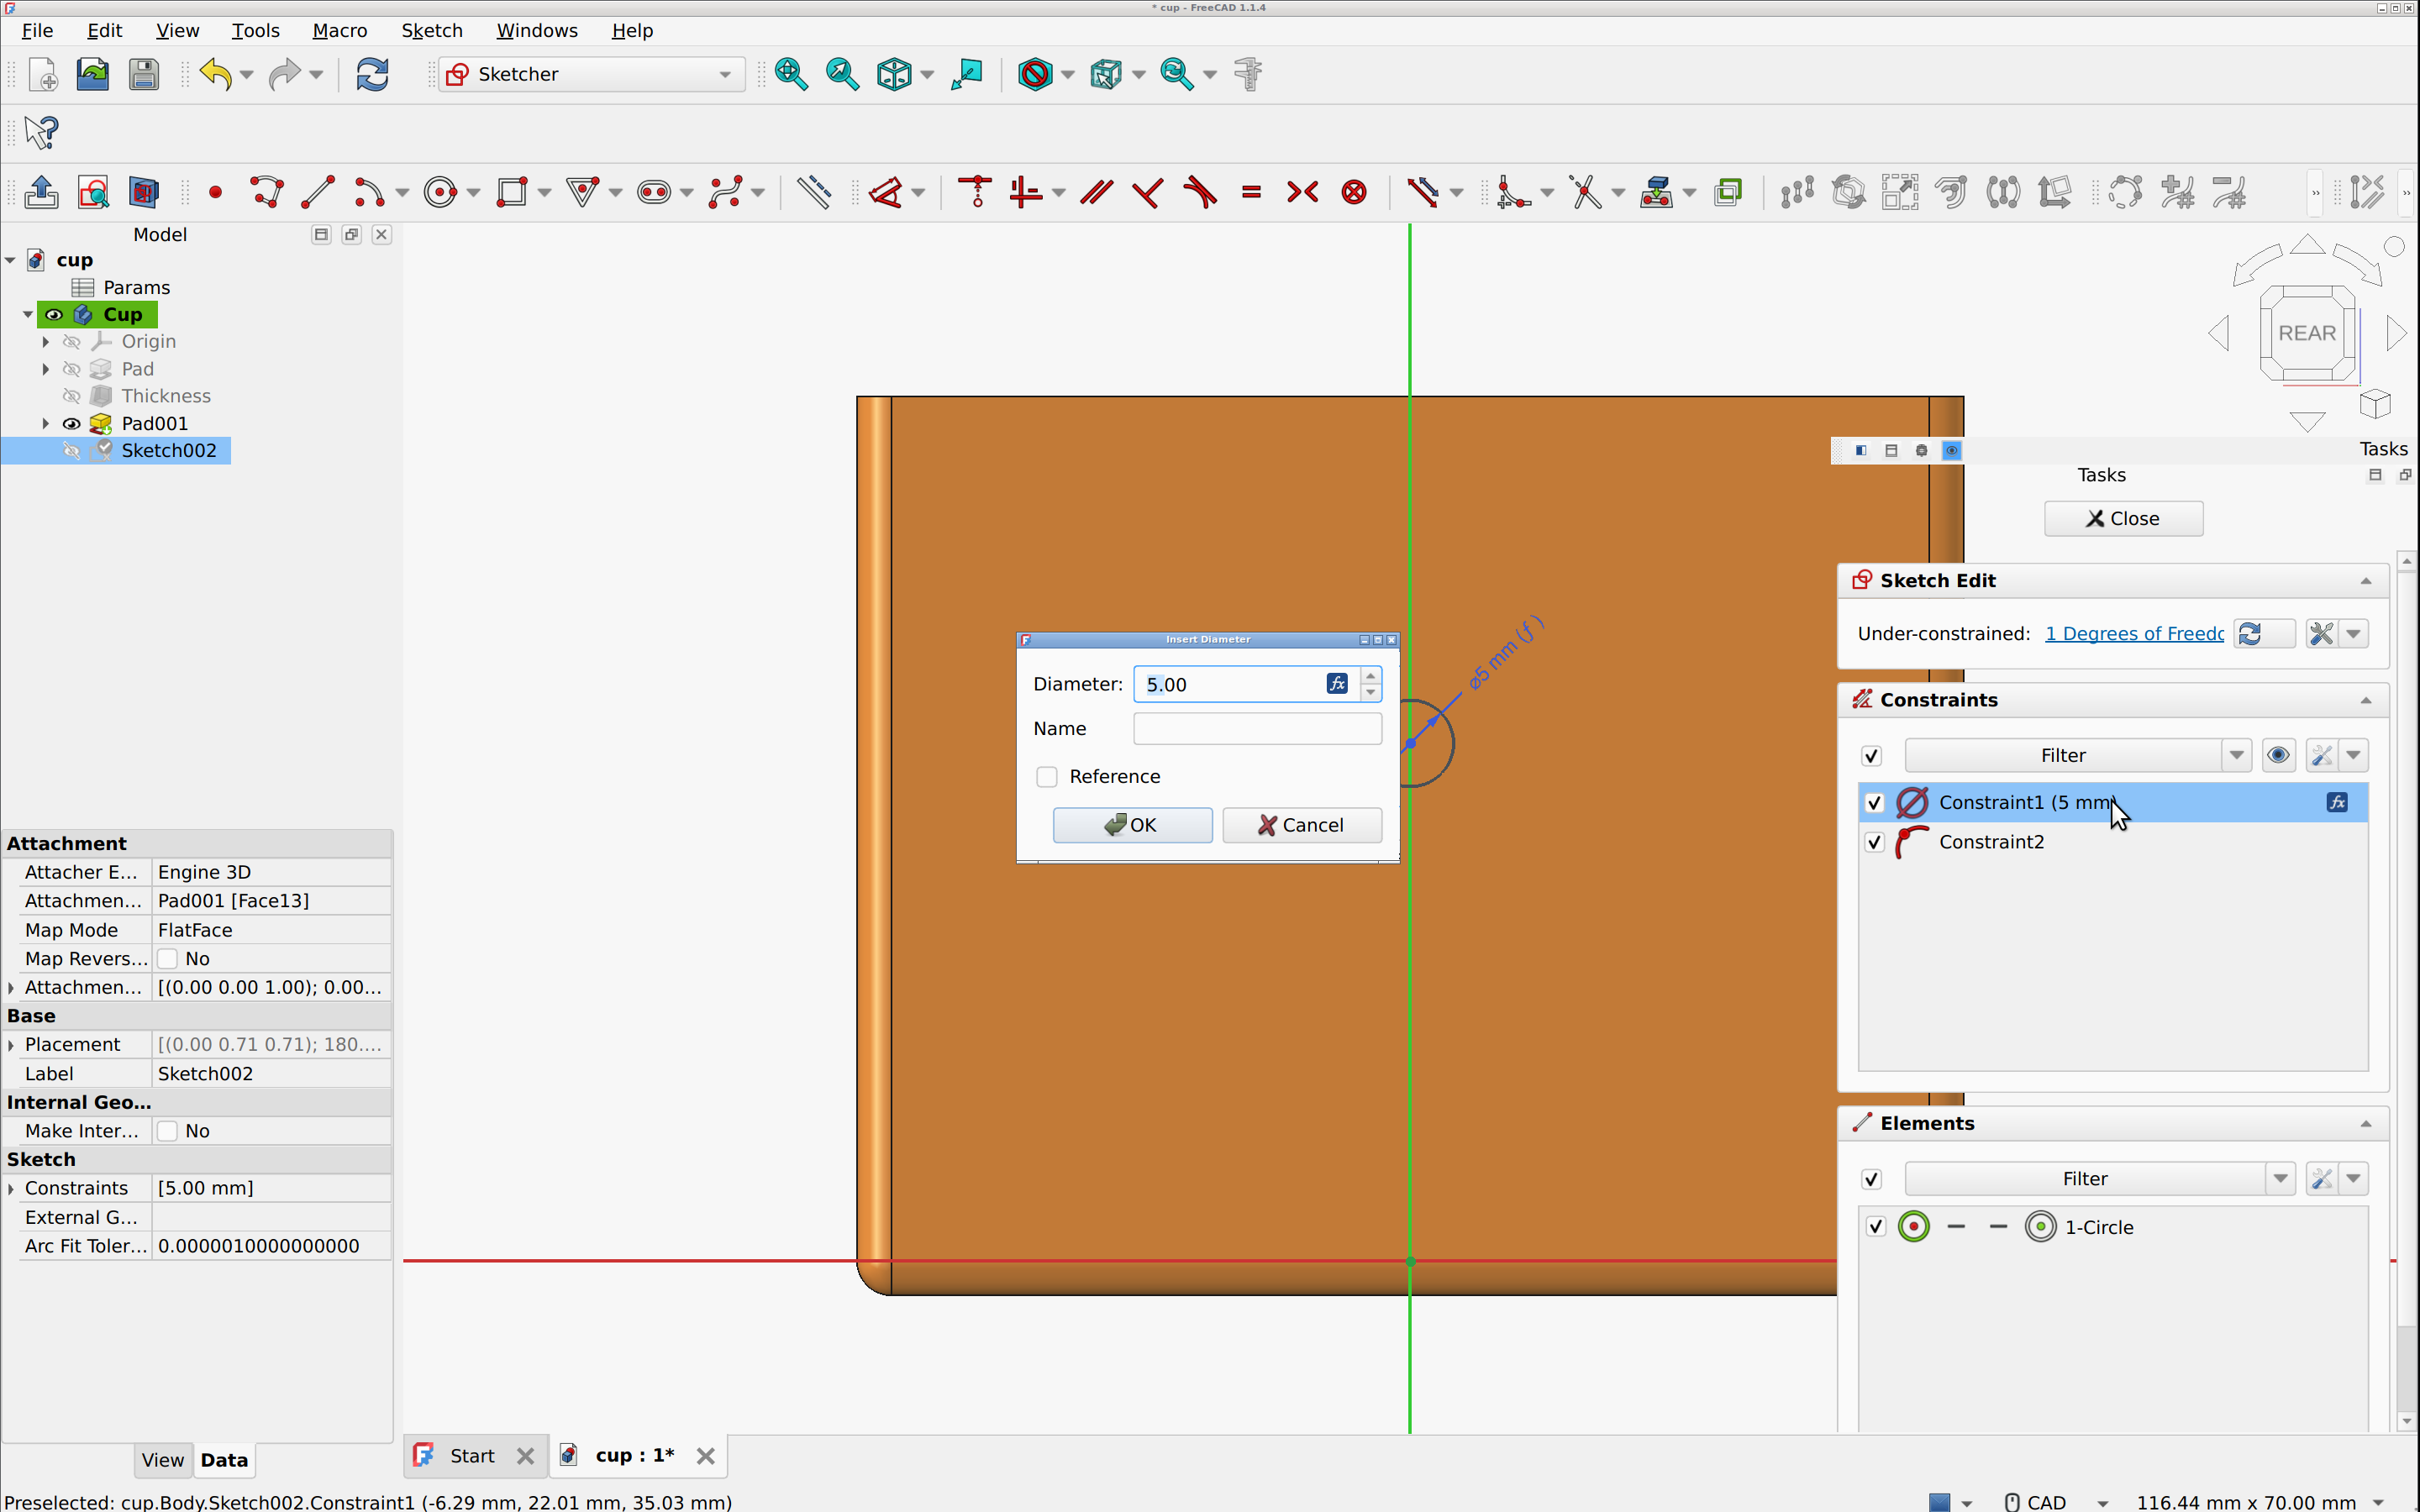 * cup - FreeCAD 1.1.4
File Edit View Tools Macro Sketch Windows Help
Sketcher
Model
cup
Params
Cup
Origin
Pad
Thickness
Pad001
Sketch002
REAR
Tasks
Tasks
Close
Sketch Edit
Under-constrained: 1 Degrees of Freedo
Constraints
Filter
Constraint1 (5 mm)
Constraint2
Elements
Filter
1-Circle
⌀5 mm (ƒ)
Insert Diameter
Diameter: 5.00
Name
Reference
OK Cancel
Attachment
Attacher E... Engine 3D
Attachmen... Pad001 [Face13]
Map Mode FlatFace
Map Revers... No
Attachmen... [(0.00 0.00 1.00); 0.00...
Base
Placement [(0.00 0.71 0.71); 180....
Label Sketch002
Internal Geo...
Make Inter... No
Sketch
Constraints [5.00 mm]
External G...
Arc Fit Toler... 0.0000010000000000
View Data
Start cup : 1*
Preselected: cup.Body.Sketch002.Constraint1 (-6.29 mm, 22.01 mm, 35.03 mm)
CAD 116.44 mm x 70.00 mm